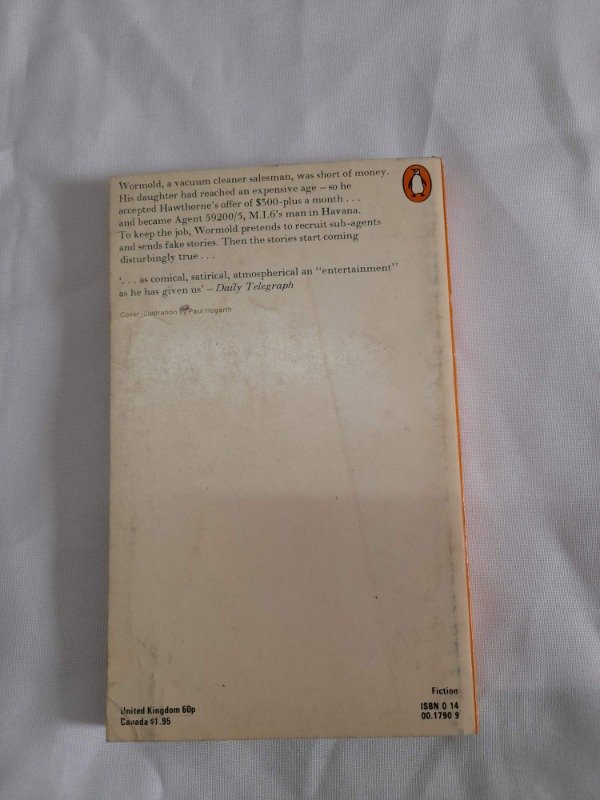 Wormold, a vacuum cleaner salesman, was short of money.
His daughter had reached an expensive age – so he
accepted Hawthorne's offer of $300-plus a month . . .
and became Agent 59200/5, M.I.6's man in Havana.
To keep the job, Wormold pretends to recruit sub-agents
and sends fake stories. Then the stories start coming
disturbingly true . . .
'. . . as comical, satirical, atmospherical an "entertainment"
as he has given us' – Daily Telegraph
Cover illustration by Paul Hogarth
Fiction
United Kingdom 60p
ISBN 0 14
Canada $1.95
00.1790 9